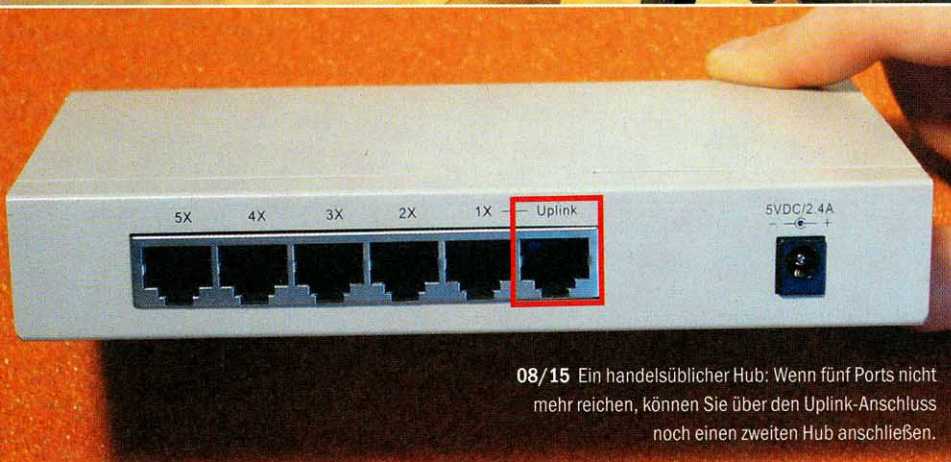 5X 4X 3X 2X 1X — Uplink
5VDC/2.4A
- +
08/15 Ein handelsüblicher Hub: Wenn fünf Ports nicht
mehr reichen, können Sie über den Uplink-Anschluss
noch einen zweiten Hub anschließen.